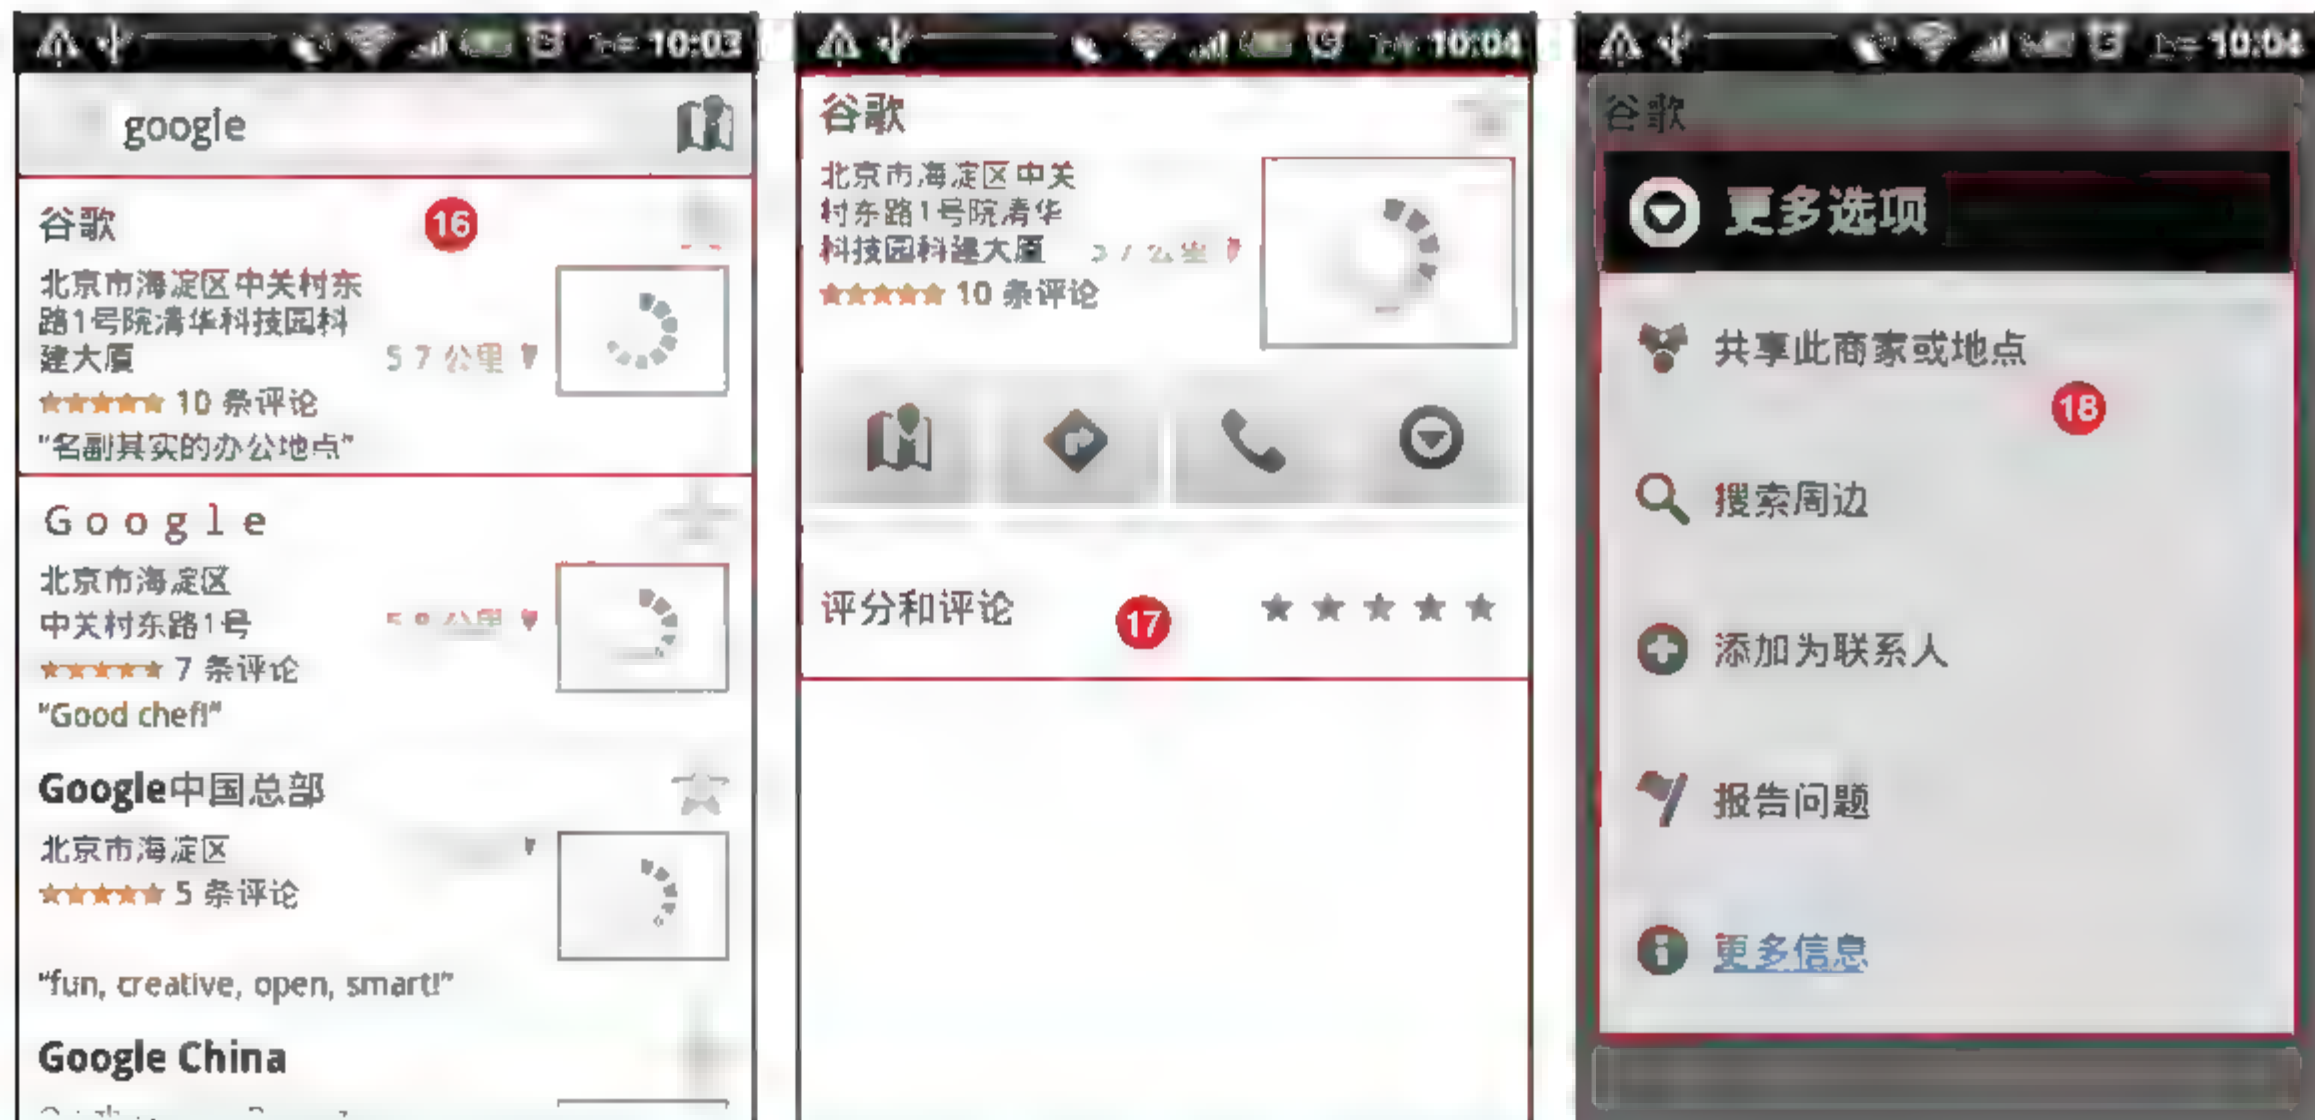 10:03
google
谷歌
16
北京市海淀区中关村东
路1号院清华科技园科
建大厦
5 7 公里
10 条评论
"名副其实的办公地点"
Google
北京市海淀区
中关村东路1号
7 条评论
"Good chef!"
Google中国总部
北京市海淀区
5 条评论
"fun, creative, open, smart!"
Google China
10:04
谷歌
北京市海淀区中关
村东路1号院清华
科技园科建大厦
10 条评论
评分和评论
17
10:04
谷歌
更多选项
共享此商家或地点
18
搜索周边
添加为联系人
报告问题
更多信息